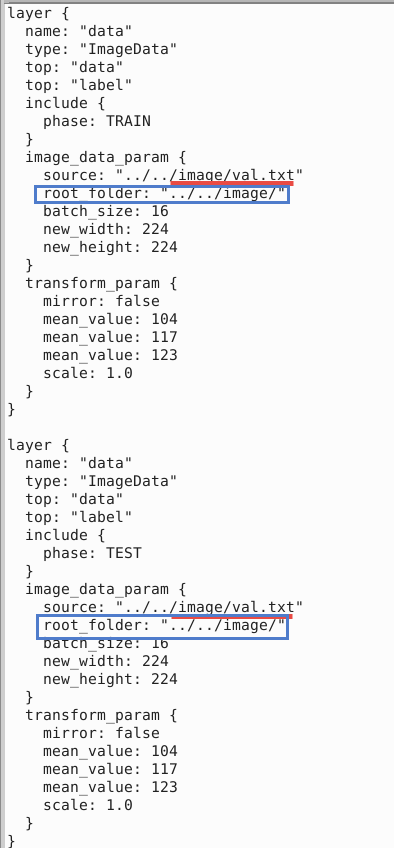 layer {
  name: "data"
  type: "ImageData"
  top: "data"
  top: "label"
  include {
    phase: TRAIN
  }
  image_data_param {
    source: "../../image/val.txt"
    root_folder: "../../image/"
    batch_size: 16
    new_width: 224
    new_height: 224
  }
  transform_param {
    mirror: false
    mean_value: 104
    mean_value: 117
    mean_value: 123
    scale: 1.0
  }
}

layer {
  name: "data"
  type: "ImageData"
  top: "data"
  top: "label"
  include {
    phase: TEST
  }
  image_data_param {
    source: "../../image/val.txt"
    root_folder: "../../image/"
    batch_size: 16
    new_width: 224
    new_height: 224
  }
  transform_param {
    mirror: false
    mean_value: 104
    mean_value: 117
    mean_value: 123
    scale: 1.0
  }
}